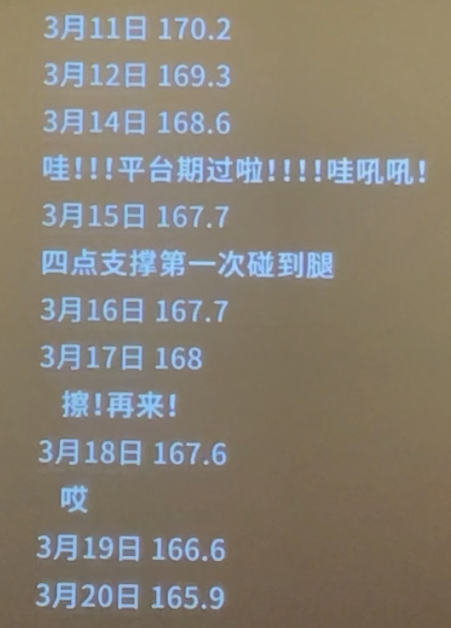 3月11日 170.2
3月12日 169.3
3月14日 168.6
哇!!!平台期过啦!!!!哇吼吼!
3月15日 167.7
四点支撑第一次碰到腿
3月16日 167.7
3月17日 168
擦!再来!
3月18日 167.6
哎
3月19日 166.6
3月20日 165.9